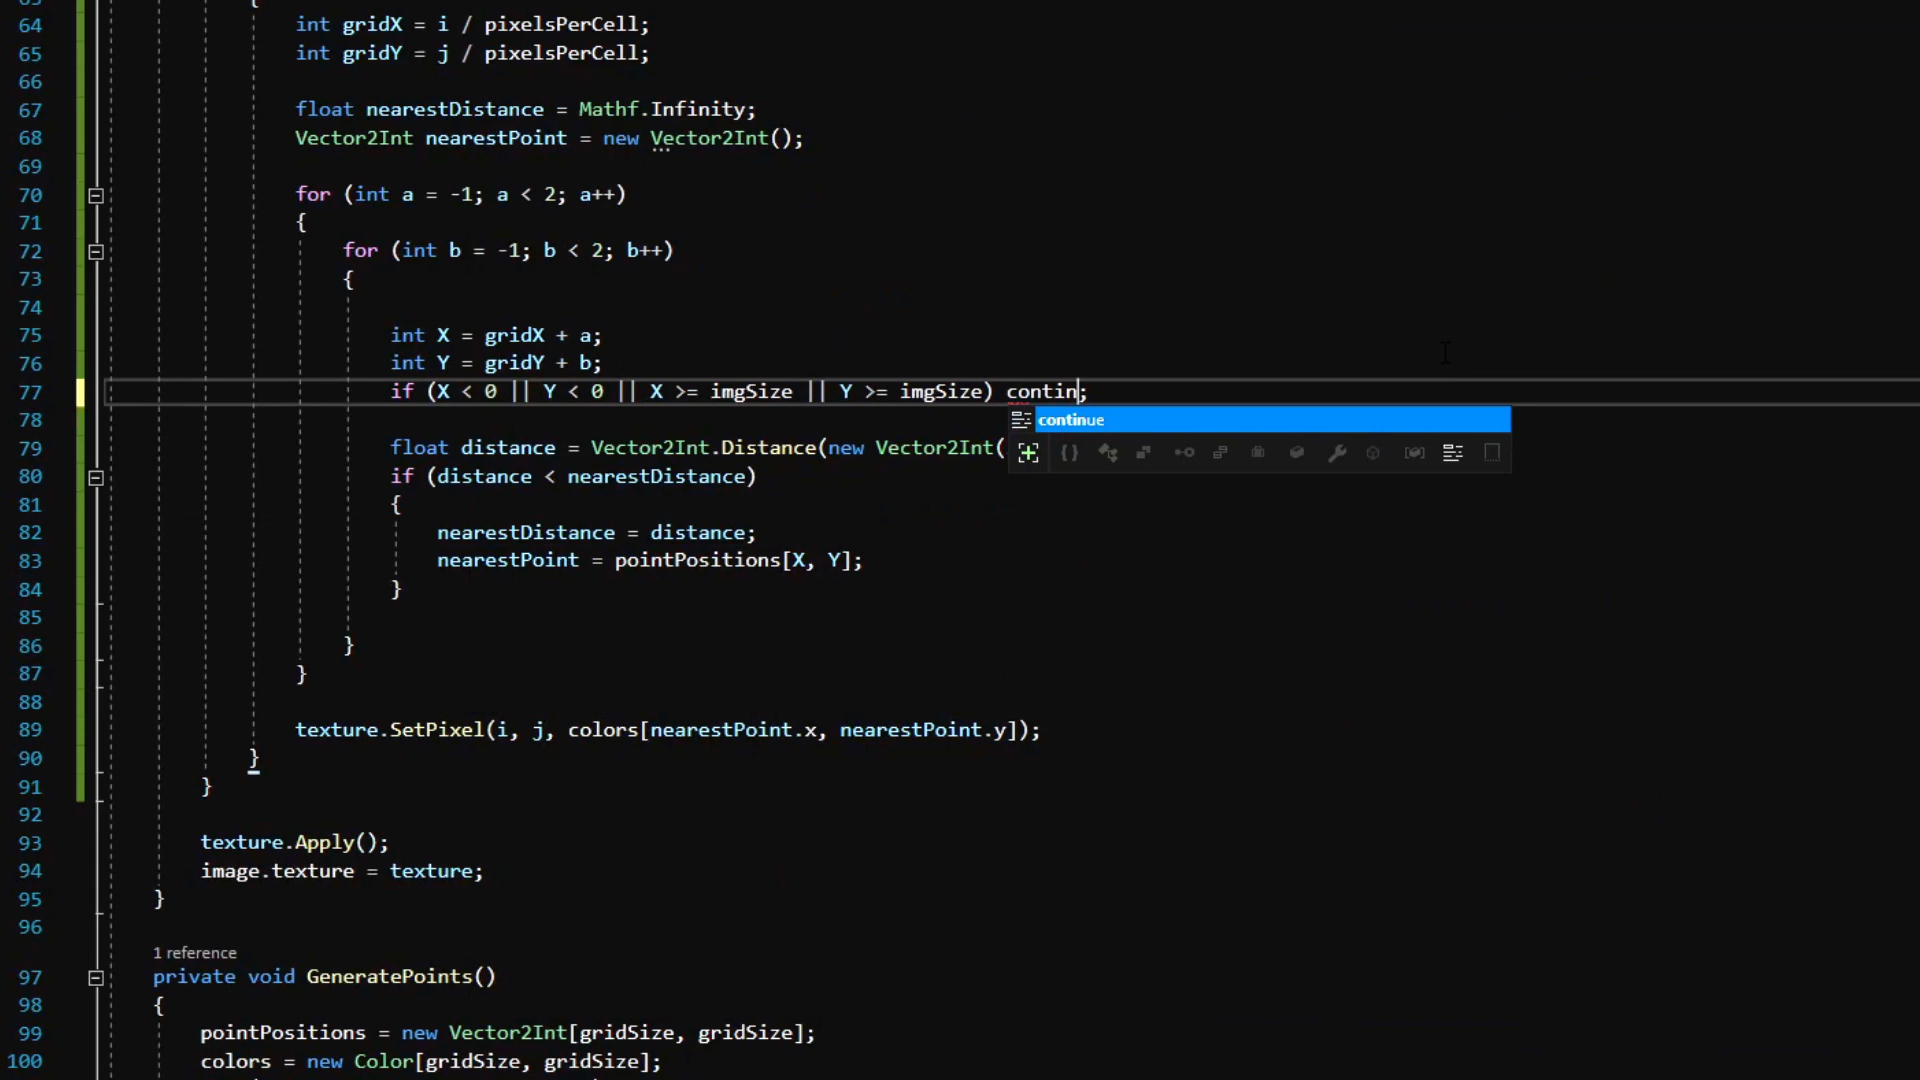 64 int gridX = i / pixelsPerCell;
65 int gridY = j / pixelsPerCell;
66
67 float nearestDistance = Mathf.Infinity;
68 Vector2Int nearestPoint = new Vector2Int();
69
70 for (int a = -1; a < 2; a++)
71 {
72 for (int b = -1; b < 2; b++)
73 {
74
75 int X = gridX + a;
76 int Y = gridY + b;
77 if (X < 0 || Y < 0 || X >= imgSize || Y >= imgSize) contin;
78 continue
79 float distance = Vector2Int.Distance(new Vector2Int(
80 if (distance < nearestDistance)
81 {
82 nearestDistance = distance;
83 nearestPoint = pointPositions[X, Y];
84 }
85
86 }
87 }
88
89 texture.SetPixel(i, j, colors[nearestPoint.x, nearestPoint.y]);
90 }
91 }
92
93 texture.Apply();
94 image.texture = texture;
95 }
96
1 reference
97 private void GeneratePoints()
98 {
99 pointPositions = new Vector2Int[gridSize, gridSize];
100 colors = new Color[gridSize, gridSize];